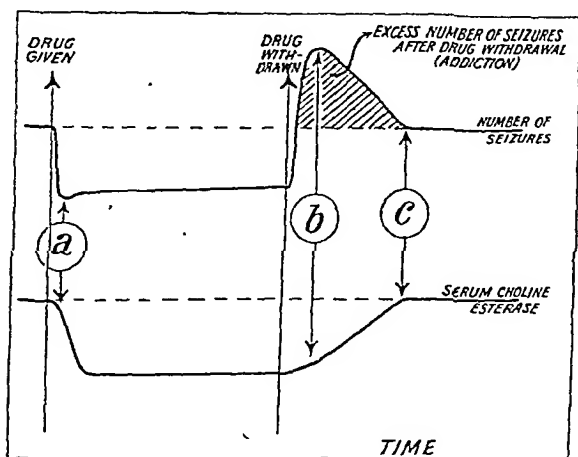 DRUG
GIVEN
DRUG
WITH-
DRAWN
EXCESS NUMBER OF SEIZURES
AFTER DRUG WITHDRAWAL
(ADDICTION)
NUMBER OF
SEIZURES
a
b
c
SERUM CHOLINE
ESTERASE
TIME